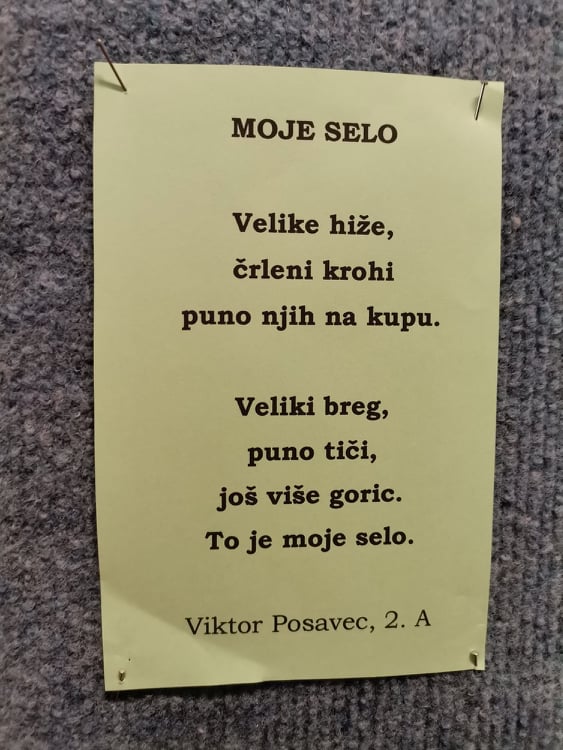 MOJE SELO
Velike hiže,
črleni krohi
puno njih na kupu.
Veliki breg,
puno tiči,
još više goric.
To je moje selo.
Viktor Posavec, 2. A